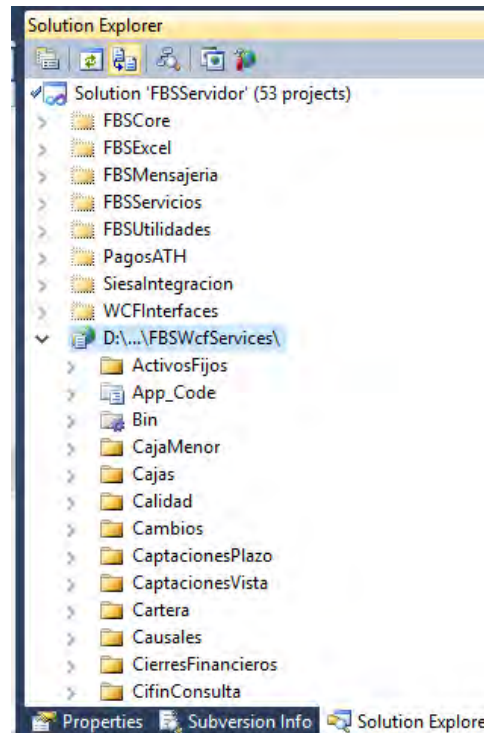 Solution Explorer
Solution 'FBSServidor' (53 projects)
FBSCore
FBSExcel
FBSMensajeria
FBSServicios
FBSUtilidades
PagosATH
SiesaIntegracion
WCFInterfaces
D:\...\FBSWcfServices\
ActivosFijos
App_Code
Bin
CajaMenor
Cajas
Calidad
Cambios
CaptacionesPlazo
CaptacionesVista
Cartera
Causales
CierresFinancieros
CifinConsulta
Properties Subversion Info Solution Explore